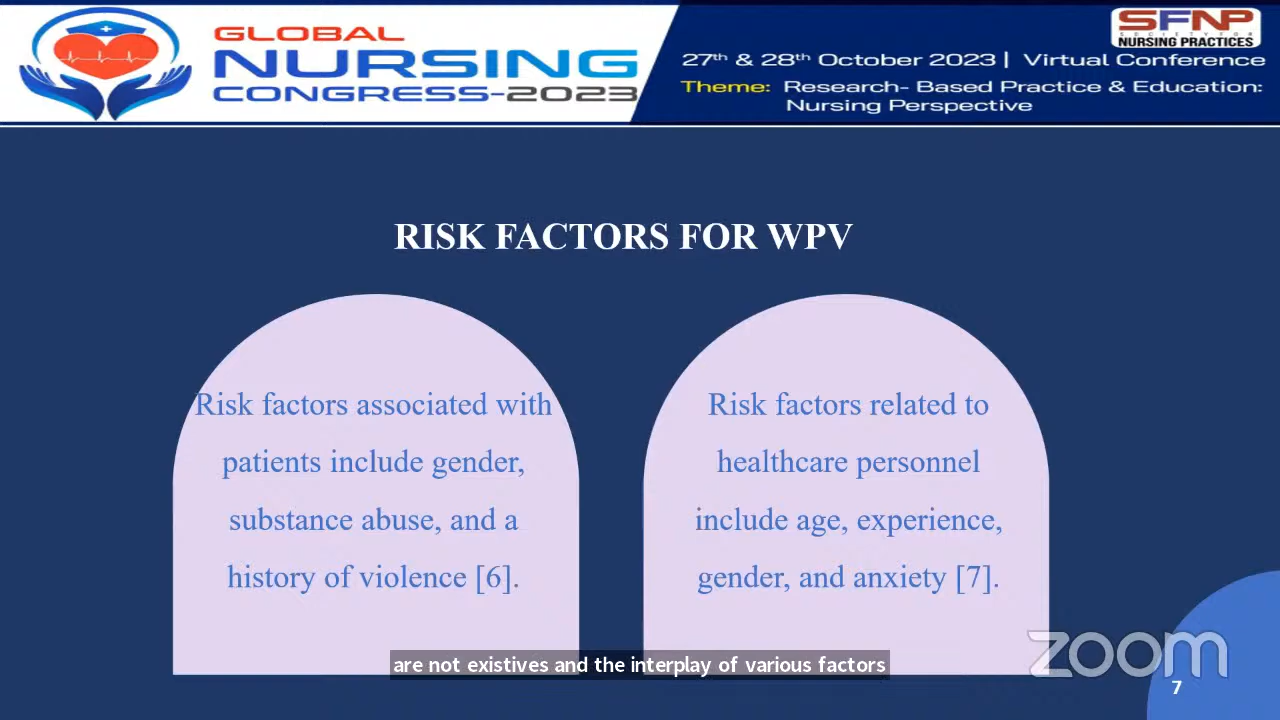 GLOBAL
NURSING
CONGRESS-2023
SFNP
SOCIETY FOR
NURSING PRACTICES
27th & 28th October 2023 | Virtual Conference
Theme: Research- Based Practice & Education:
Nursing Perspective
RISK FACTORS FOR WPV
Risk factors associated with
patients include gender,
substance abuse, and a
history of violence [6].
Risk factors related to
healthcare personnel
include age, experience,
gender, and anxiety [7].
are not existives and the interplay of various factors
zoom
7